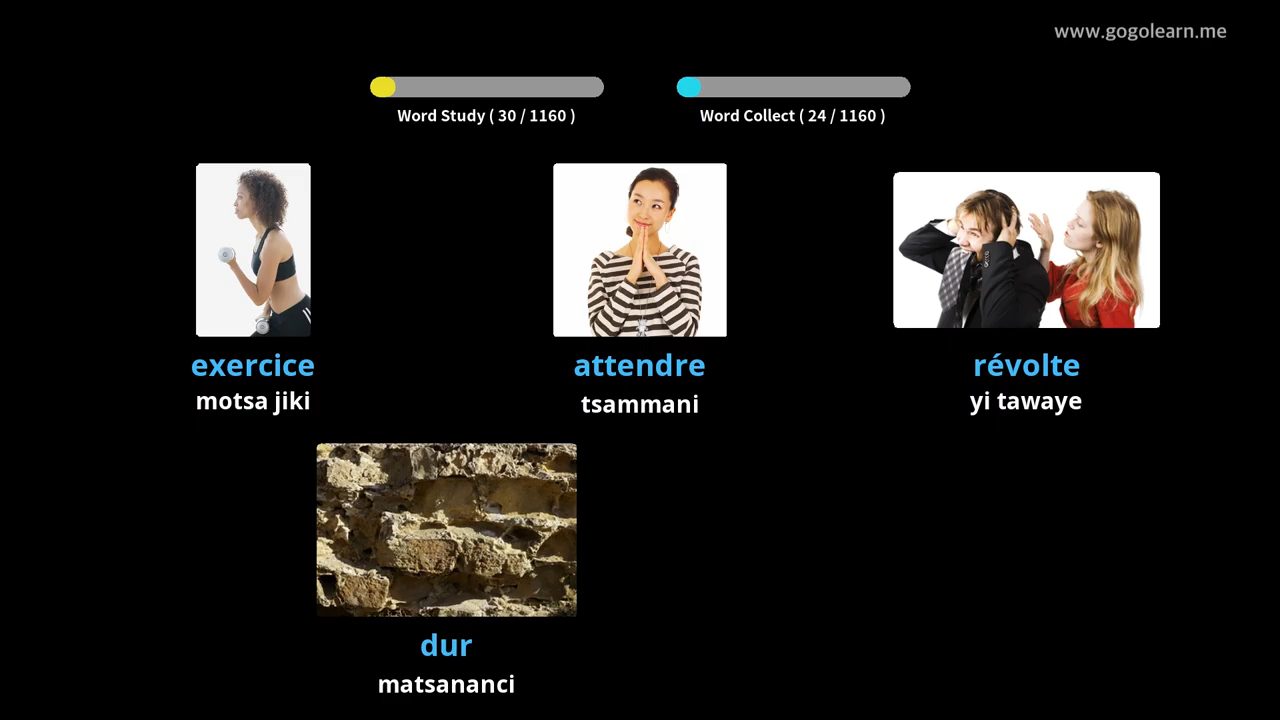 www.gogolearn.me
Word Study ( 30 / 1160 )
Word Collect ( 24 / 1160 )
exercice
motsa jiki
attendre
tsammani
révolte
yi tawaye
dur
matsananci